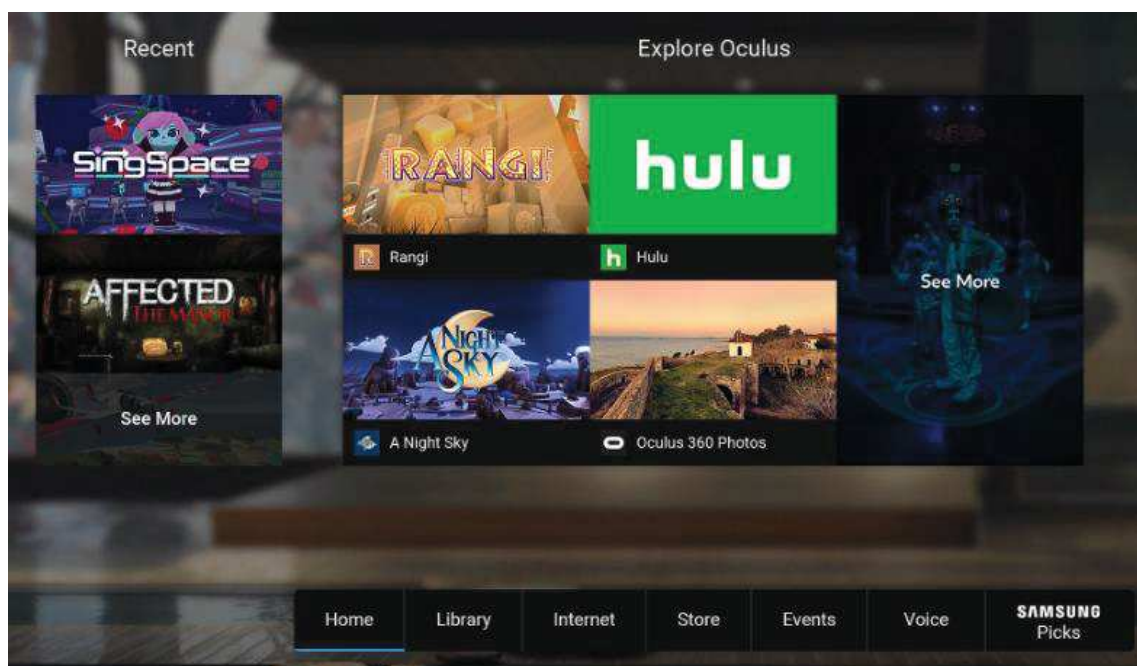 Recent
Explore Oculus
SingSpace
AFFECTED
THE MANOR
See More
RANGI
hulu
Rangi
Hulu
A NIGHT SKY
A Night Sky
Oculus 360 Photos
See More
Home
Library
Internet
Store
Events
Voice
SAMSUNG
Picks